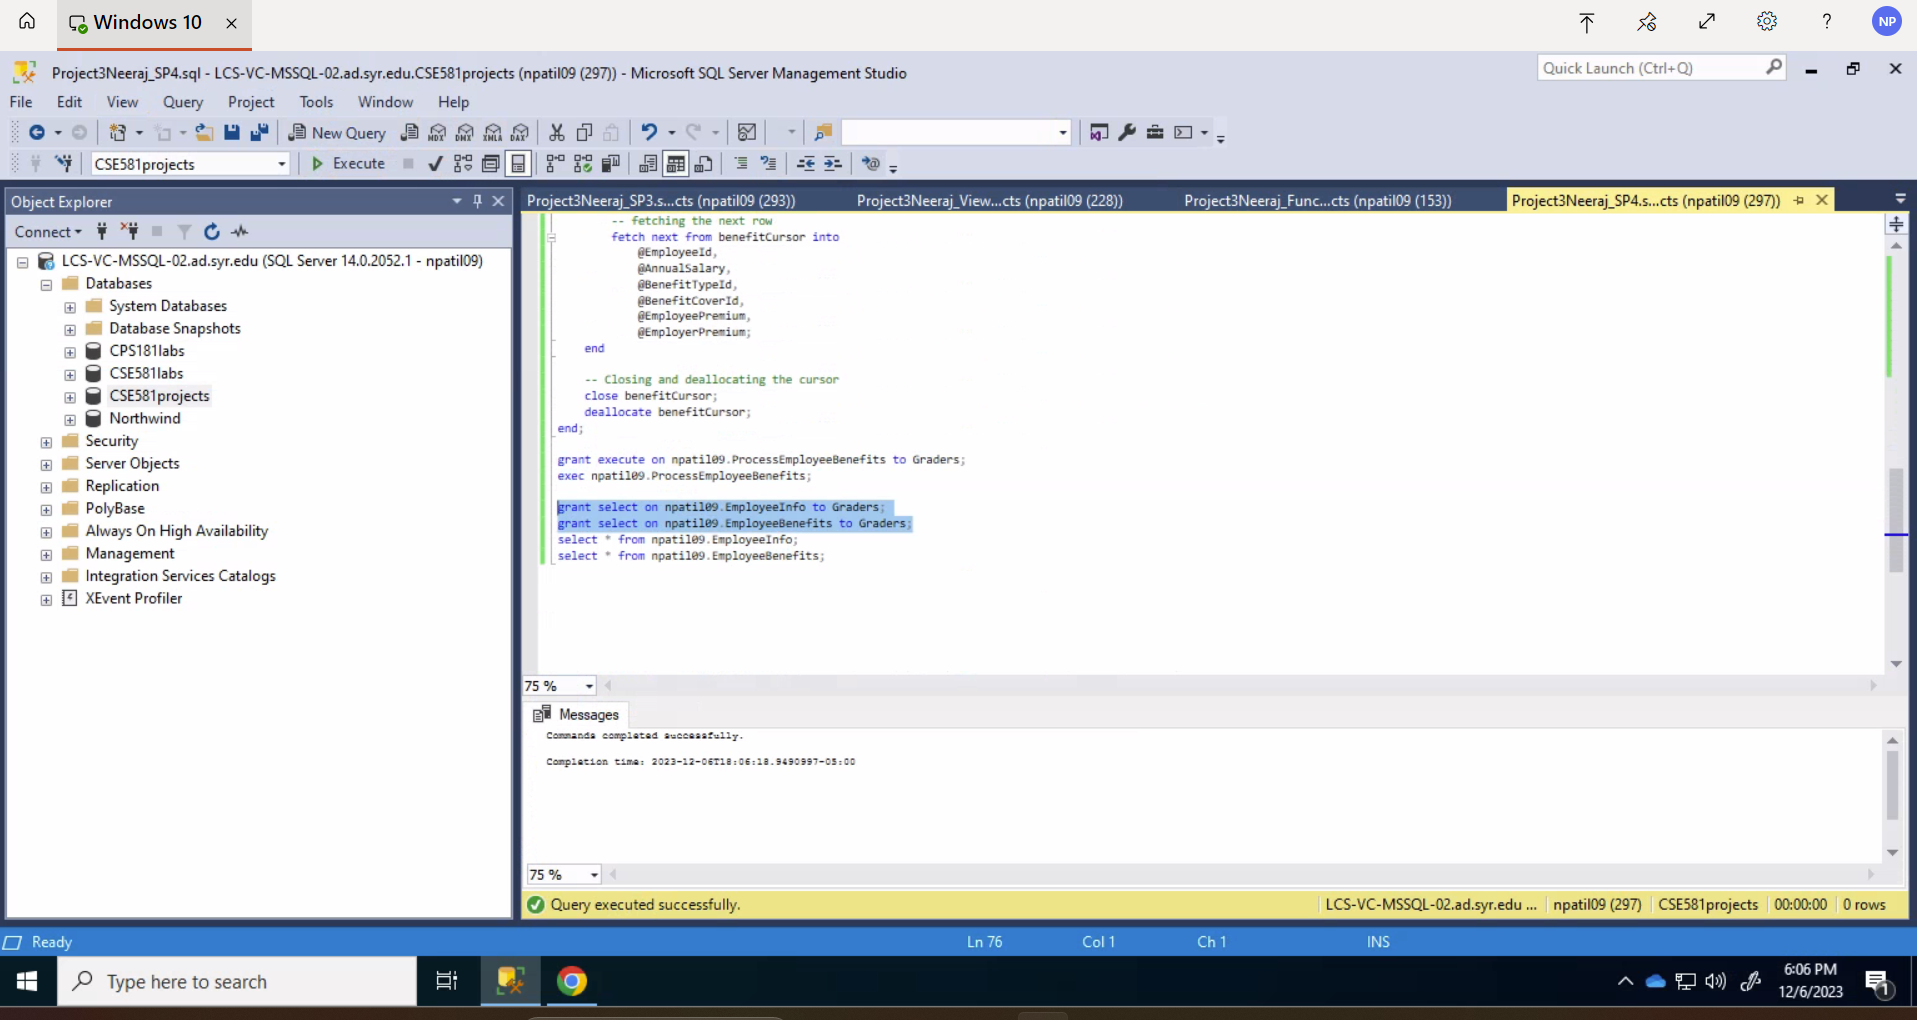 Windows 10
NP
Project3Neeraj_SP4.sql - LCS-VC-MSSQL-02.ad.syr.edu.CSE581projects (npatil09 (297)) - Microsoft SQL Server Management Studio
Quick Launch (Ctrl+Q)
File Edit View Query Project Tools Window Help
New Query MDX DMX XMLA DAX
CSE581projects Execute
Object Explorer
Project3Neeraj_SP3.s...cts (npatil09 (293)) Project3Neeraj_View...cts (npatil09 (228)) Project3Neeraj_Func...cts (npatil09 (153)) Project3Neeraj_SP4.s...cts (npatil09 (297))
Connect
LCS-VC-MSSQL-02.ad.syr.edu (SQL Server 14.0.2052.1 - npatil09)
Databases
System Databases
Database Snapshots
CPS181labs
CSE581labs
CSE581projects
Northwind
Security
Server Objects
Replication
PolyBase
Always On High Availability
Management
Integration Services Catalogs
XEvent Profiler
-- fetching the next row
fetch next from benefitCursor into
@EmployeeId,
@AnnualSalary,
@BenefitTypeId,
@BenefitCoverId,
@EmployeePremium,
@EmployerPremium;
end
-- Closing and deallocating the cursor
close benefitCursor;
deallocate benefitCursor;
end;
grant execute on npatil09.ProcessEmployeeBenefits to Graders;
exec npatil09.ProcessEmployeeBenefits;
grant select on npatil09.EmployeeInfo to Graders;
grant select on npatil09.EmployeeBenefits to Graders;
select * from npatil09.EmployeeInfo;
select * from npatil09.EmployeeBenefits;
75 %
Messages
Commands completed successfully.
Completion time: 2023-12-06T18:06:18.9490997-05:00
75 %
Query executed successfully. LCS-VC-MSSQL-02.ad.syr.edu ... npatil09 (297) CSE581projects 00:00:00 0 rows
Ready Ln 76 Col 1 Ch 1 INS
Type here to search
6:06 PM
12/6/2023
1